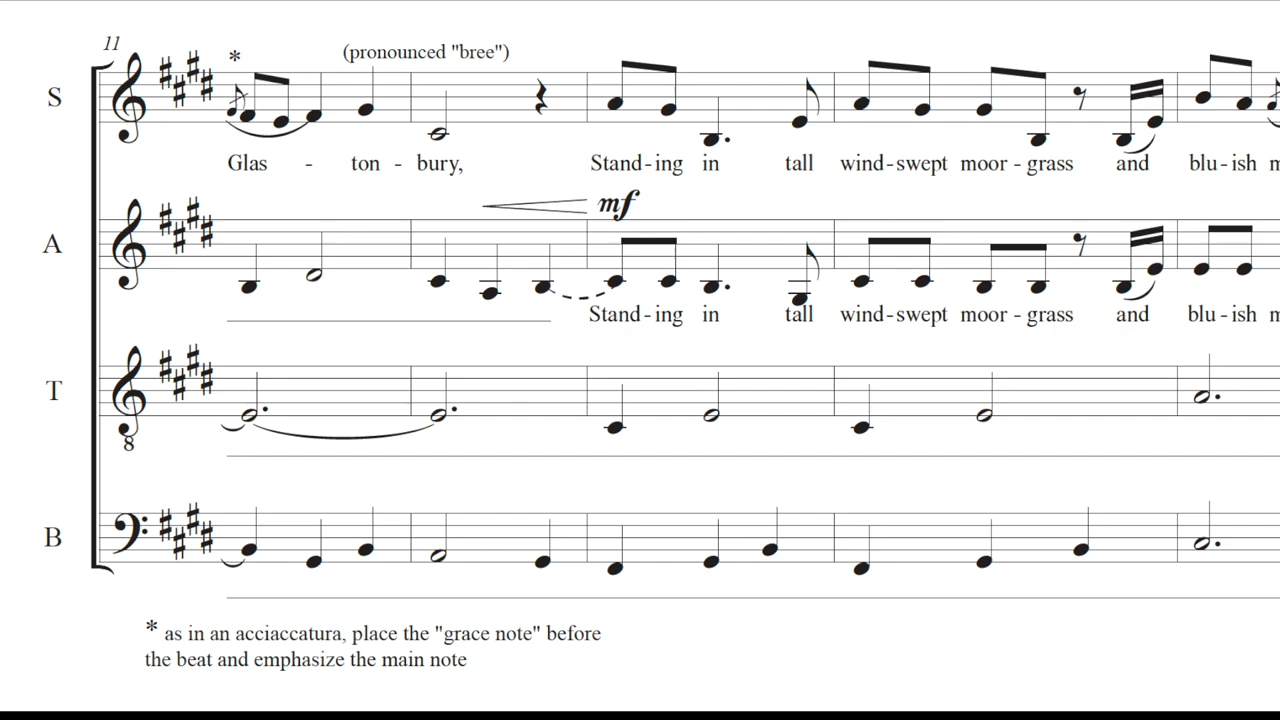 11
* (pronounced "bree")
S
Glas - ton - bury, Stand - ing in tall wind - swept moor - grass and blu - ish
mf
A
Stand - ing in tall wind - swept moor - grass and blu - ish
T
8
B
* as in an acciaccatura, place the "grace note" before
the beat and emphasize the main note